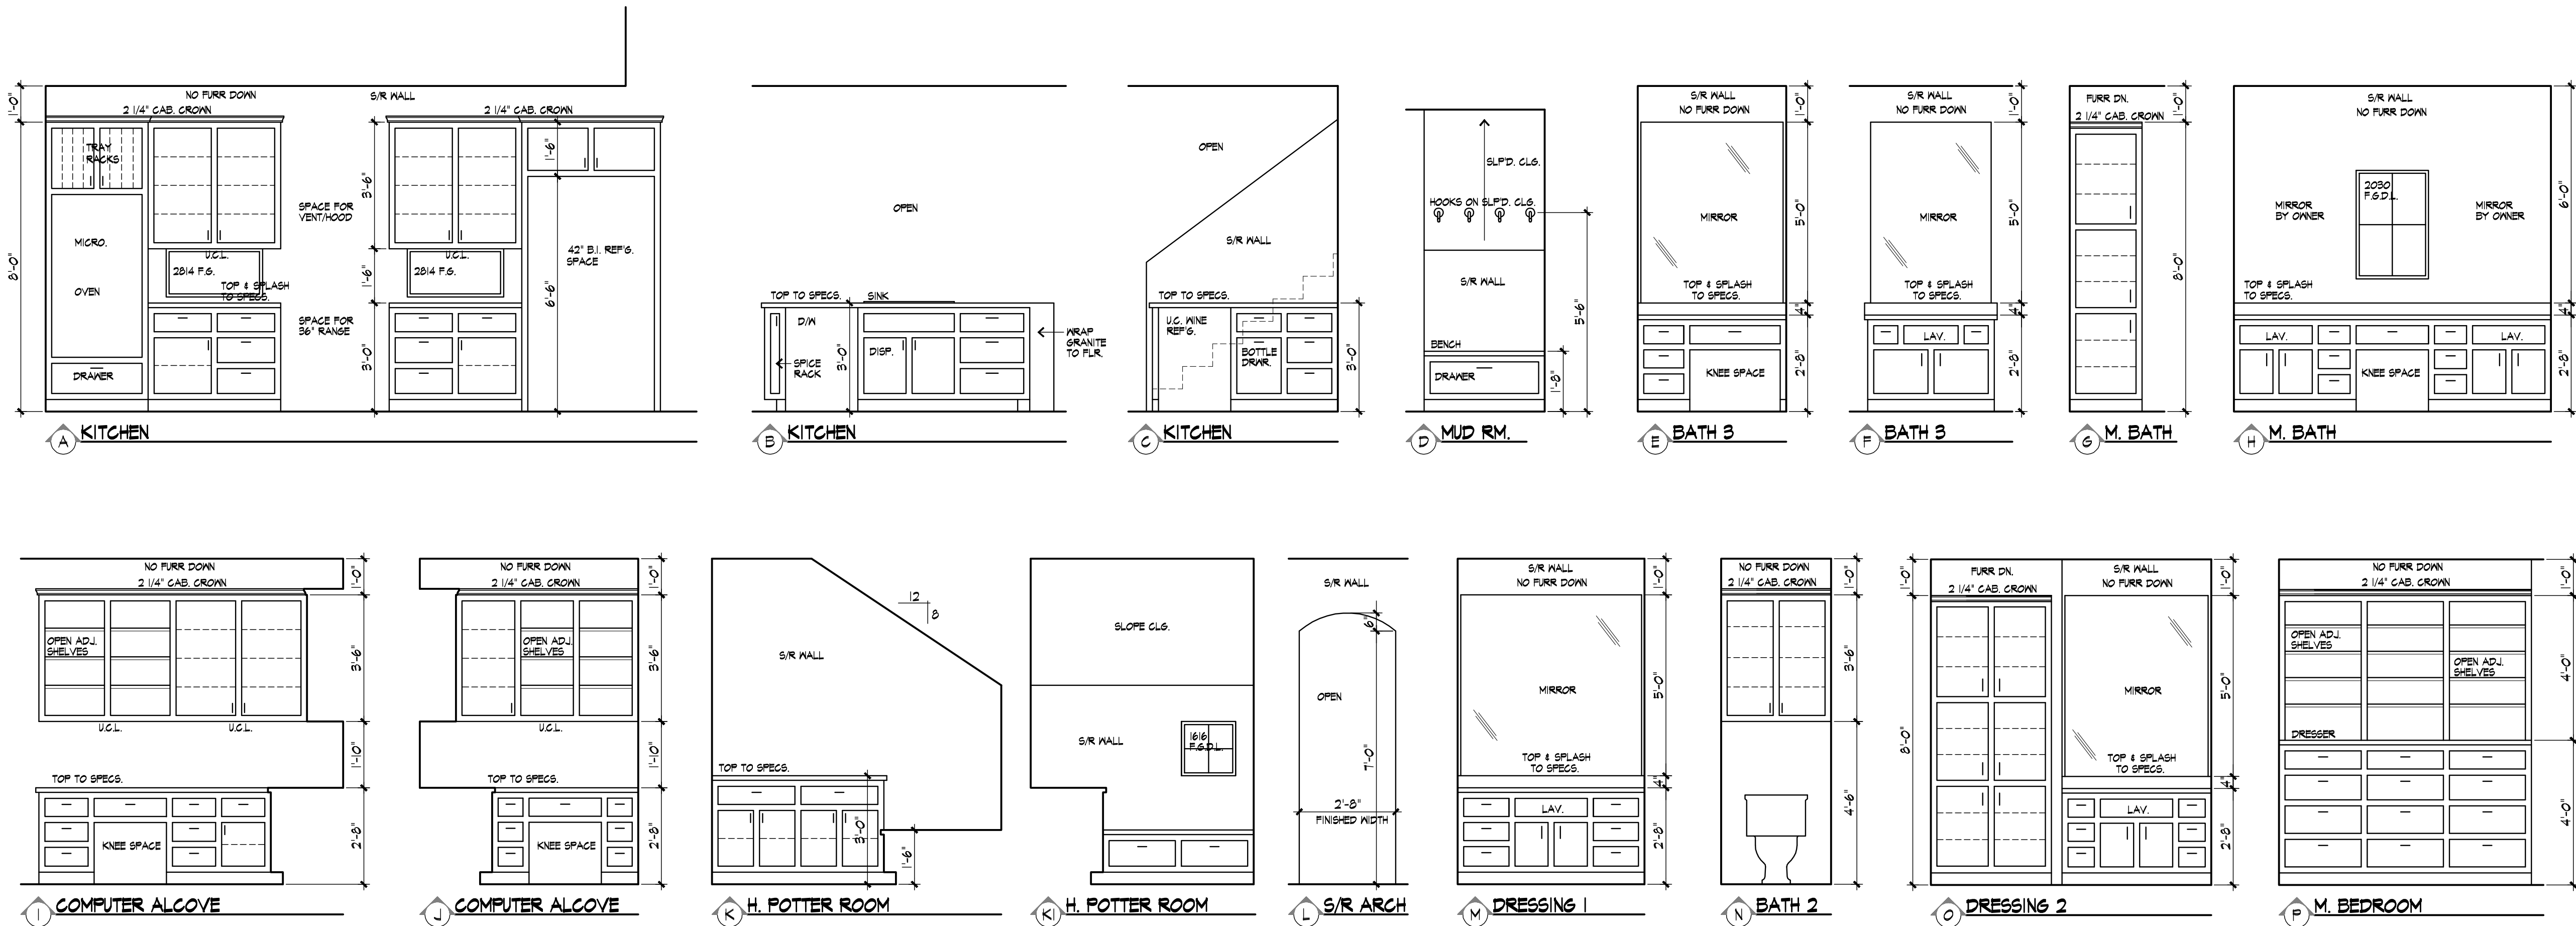 NO FURR DOWN
S/R WALL
2 1/4" CAB. CROWN
2 1/4" CAB. CROWN
1'-0"
8'-0"
TRAY
RACKS
MICRO.
OVEN
DRAWER
U.C.L.
2814 F.G.
TOP & SPLASH
TO SPECS.
SPACE FOR
VENT/HOOD
SPACE FOR
36" RANGE
3'-6"
1'-6"
3'-0"
U.C.L.
2814 F.G.
1'-6"
6'-6"
42" B.I. REF'G.
SPACE
A KITCHEN
OPEN
TOP TO SPECS.
SINK
D/W
DISP.
SPICE
RACK
3'-0"
WRAP
GRANITE
TO FLR.
B KITCHEN
OPEN
S/R WALL
TOP TO SPECS.
U.C. WINE
REF'G.
BOTTLE
DRWR.
3'-0"
C KITCHEN
SLP'D. CLG.
HOOKS ON SLP'D. CLG.
S/R WALL
BENCH
DRAWER
1'-8"
5'-6"
D MUD RM.
S/R WALL
NO FURR DOWN
MIRROR
TOP & SPLASH
TO SPECS.
KNEE SPACE
1'-0"
5'-0"
4"
2'-8"
E BATH 3
S/R WALL
NO FURR DOWN
MIRROR
TOP & SPLASH
TO SPECS.
LAV.
1'-0"
5'-0"
4"
2'-8"
F BATH 3
FURR DN.
2 1/4" CAB. CROWN
1'-0"
8'-0"
G M. BATH
S/R WALL
NO FURR DOWN
2030
F.G.D.L.
MIRROR
BY OWNER
MIRROR
BY OWNER
TOP & SPLASH
TO SPECS.
LAV.
KNEE SPACE
LAV.
6'-0"
1'-0"
4"
2'-8"
H M. BATH
NO FURR DOWN
2 1/4" CAB. CROWN
OPEN ADJ.
SHELVES
U.C.L.
U.C.L.
TOP TO SPECS.
KNEE SPACE
1'-0"
3'-6"
1'-10"
2'-8"
I COMPUTER ALCOVE
NO FURR DOWN
2 1/4" CAB. CROWN
OPEN ADJ.
SHELVES
U.C.L.
TOP TO SPECS.
KNEE SPACE
1'-0"
3'-6"
1'-10"
2'-8"
J COMPUTER ALCOVE
12
8
S/R WALL
TOP TO SPECS.
3'-0"
1'-6"
K H. POTTER ROOM
SLOPE CLG.
S/R WALL
1616
F.G.D.L.
K1 H. POTTER ROOM
S/R WALL
6"
OPEN
7'-0"
2'-8"
FINISHED WIDTH
L S/R ARCH
S/R WALL
NO FURR DOWN
MIRROR
TOP & SPLASH
TO SPECS.
LAV.
1'-0"
5'-0"
4"
2'-8"
M DRESSING 1
NO FURR DOWN
2 1/4" CAB. CROWN
1'-0"
3'-6"
4'-6"
N BATH 2
1'-0"
8'-0"
FURR DN.
2 1/4" CAB. CROWN
S/R WALL
NO FURR DOWN
MIRROR
TOP & SPLASH
TO SPECS.
LAV.
1'-0"
5'-0"
4"
2'-8"
O DRESSING 2
NO FURR DOWN
2 1/4" CAB. CROWN
OPEN ADJ.
SHELVES
OPEN ADJ.
SHELVES
DRESSER
1'-0"
4'-0"
4'-0"
P M. BEDROOM